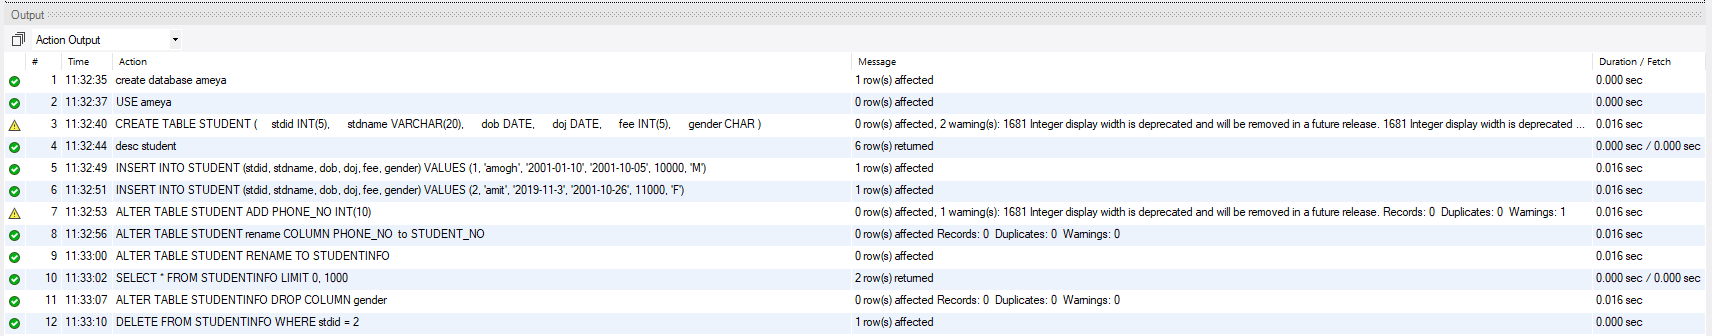 Output
Action Output
# Time Action Message Duration / Fetch
1 11:32:35 create database ameya 1 row(s) affected 0.000 sec
2 11:32:37 USE ameya 0 row(s) affected 0.000 sec
3 11:32:40 CREATE TABLE STUDENT ( stdid INT(5), stdname VARCHAR(20), dob DATE, doj DATE, fee INT(5), gender CHAR ) 0 row(s) affected, 2 warning(s): 1681 Integer display width is deprecated and will be removed in a future release. 1681 Integer display width is deprecated ... 0.016 sec
4 11:32:44 desc student 6 row(s) returned 0.000 sec / 0.000 sec
5 11:32:49 INSERT INTO STUDENT (stdid, stdname, dob, doj, fee, gender) VALUES (1, 'amogh', '2001-01-10', '2001-10-05', 10000, 'M') 1 row(s) affected 0.016 sec
6 11:32:51 INSERT INTO STUDENT (stdid, stdname, dob, doj, fee, gender) VALUES (2, 'amit', '2019-11-3', '2001-10-26', 11000, 'F') 1 row(s) affected 0.016 sec
7 11:32:53 ALTER TABLE STUDENT ADD PHONE_NO INT(10) 0 row(s) affected, 1 warning(s): 1681 Integer display width is deprecated and will be removed in a future release. Records: 0 Duplicates: 0 Warnings: 1 0.016 sec
8 11:32:56 ALTER TABLE STUDENT rename COLUMN PHONE_NO to STUDENT_NO 0 row(s) affected Records: 0 Duplicates: 0 Warnings: 0 0.016 sec
9 11:33:00 ALTER TABLE STUDENT RENAME TO STUDENTINFO 0 row(s) affected 0.016 sec
10 11:33:02 SELECT * FROM STUDENTINFO LIMIT 0, 1000 2 row(s) returned 0.000 sec / 0.000 sec
11 11:33:07 ALTER TABLE STUDENTINFO DROP COLUMN gender 0 row(s) affected Records: 0 Duplicates: 0 Warnings: 0 0.016 sec
12 11:33:10 DELETE FROM STUDENTINFO WHERE stdid = 2 1 row(s) affected 0.000 sec